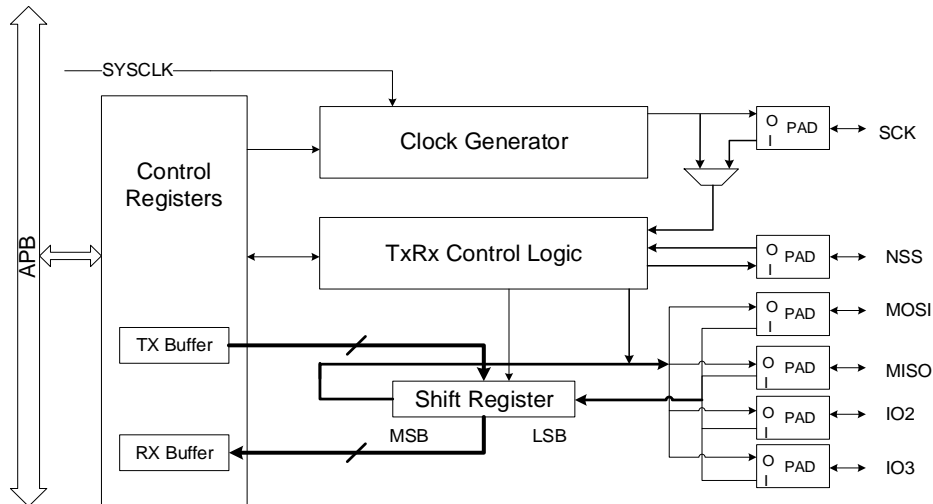 SYSCLK
APB
Control
Registers
Clock Generator
TxRx Control Logic
TX Buffer
RX Buffer
Shift Register
MSB
LSB
O
I
PAD
SCK
O
I
PAD
NSS
O
I
PAD
MOSI
O
I
PAD
MISO
O
I
PAD
IO2
O
I
PAD
IO3